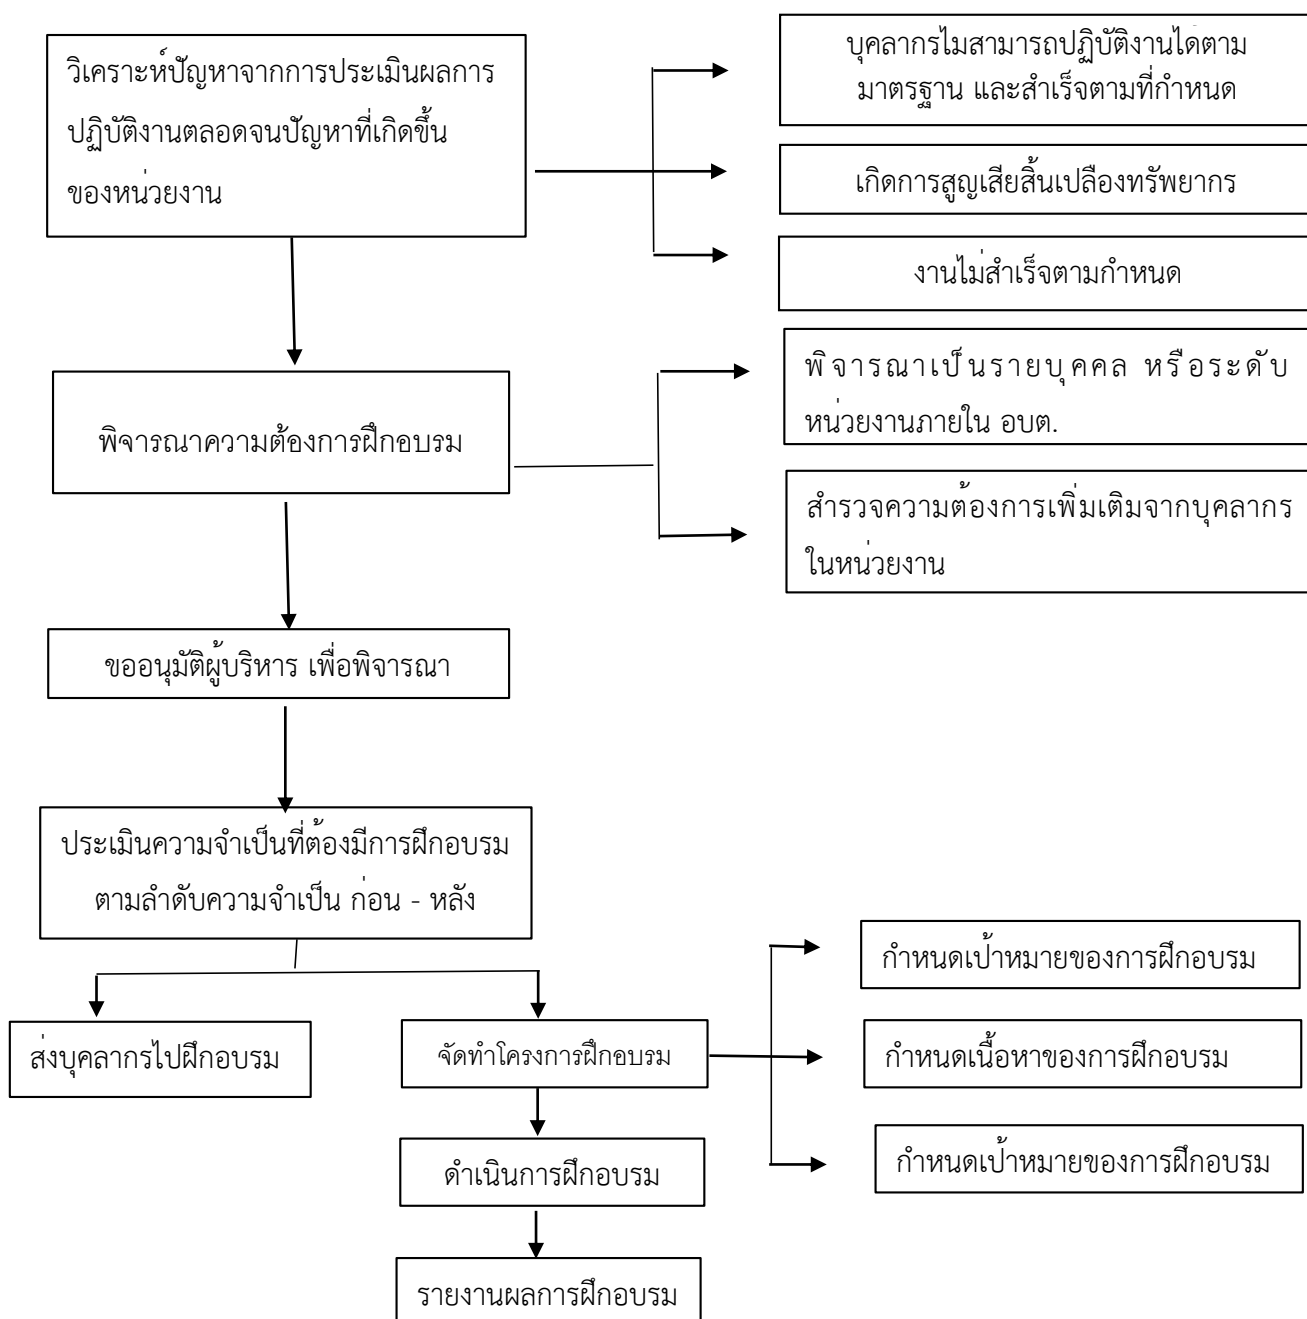 วิเคราะห์ปัญหาจากการประเมินผลการ
ปฏิบัติงานตลอดจนปัญหาที่เกิดขึ้น
ของหน่วยงาน
บุคลากรไม่สามารถปฏิบัติงานได้ตาม
มาตรฐาน และสำเร็จตามที่กำหนด
เกิดการสูญเสียสิ้นเปลืองทรัพยากร
งานไม่สำเร็จตามกำหนด
พิจารณาความต้องการฝึกอบรม
พิจารณาเป็นรายบุคคล หรือระดับ
หน่วยงานภายใน อบต.
สำรวจความต้องการเพิ่มเติมจากบุคลากร
ในหน่วยงาน
ขออนุมัติผู้บริหาร เพื่อพิจารณา
ประเมินความจำเป็นที่ต้องมีการฝึกอบรม
ตามลำดับความจำเป็น ก่อน - หลัง
ส่งบุคลากรไปฝึกอบรม
จัดทำโครงการฝึกอบรม
กำหนดเป้าหมายของการฝึกอบรม
กำหนดเนื้อหาของการฝึกอบรม
กำหนดเป้าหมายของการฝึกอบรม
ดำเนินการฝึกอบรม
รายงานผลการฝึกอบรม